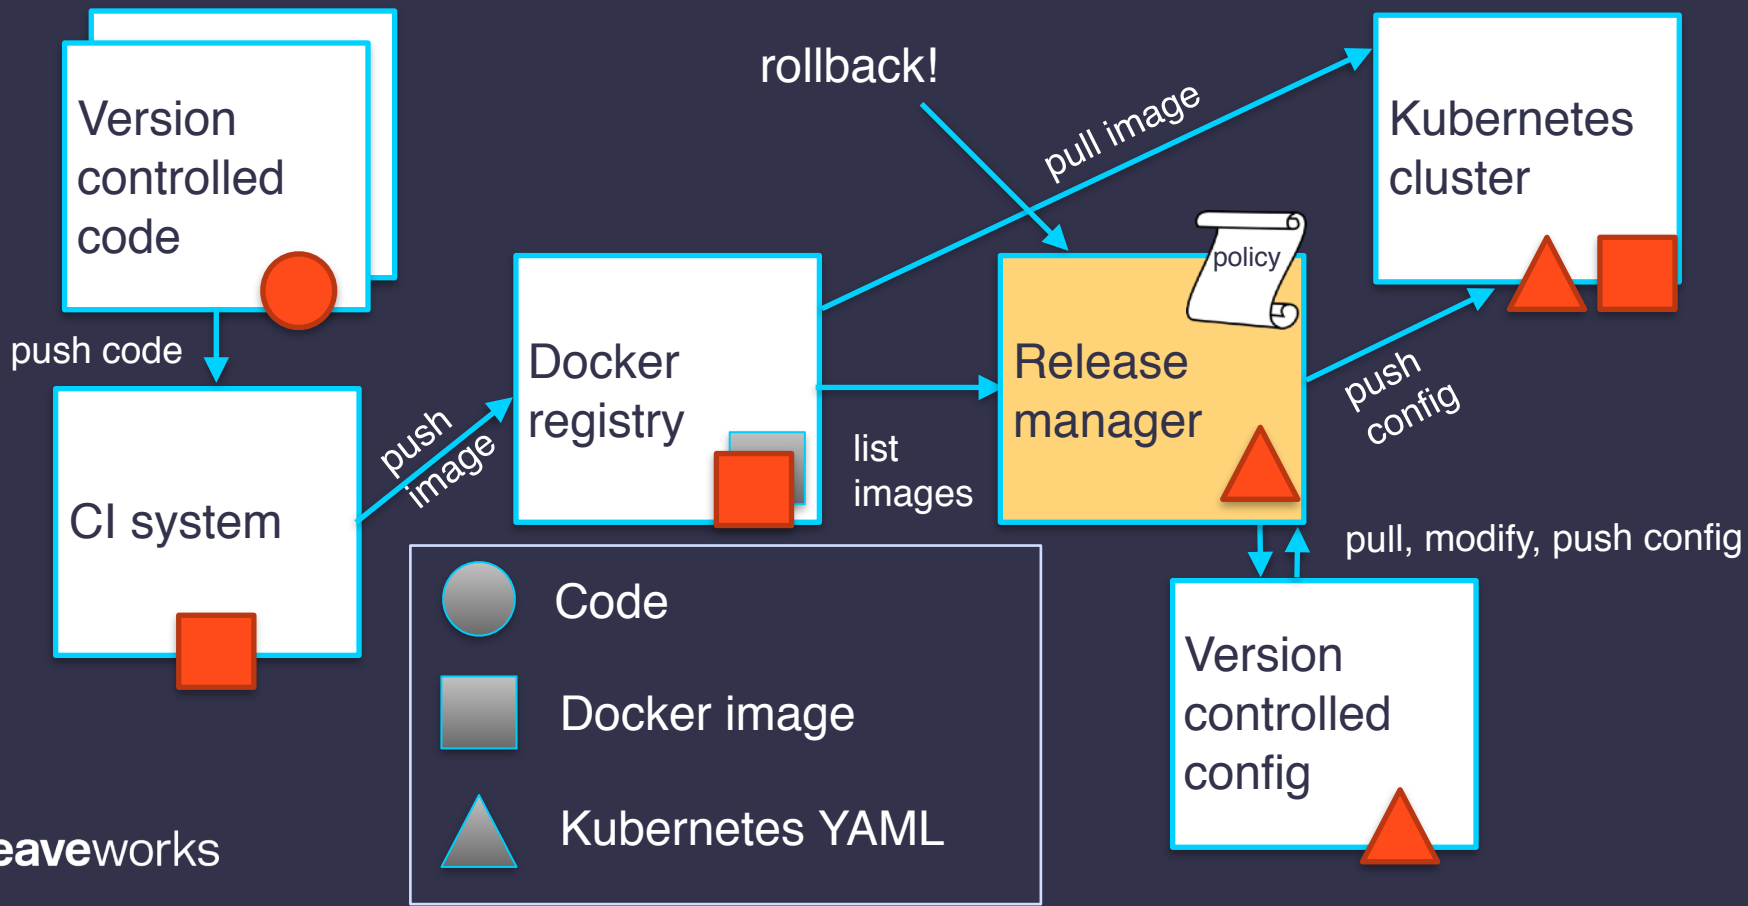 Version
controlled
code
push code
CI system
push
image
Docker
registry
list
images
rollback!
pull image
policy
Release
manager
push
config
Kubernetes
cluster
pull, modify, push config
Version
controlled
config
Code
Docker image
Kubernetes YAML
eaveworks